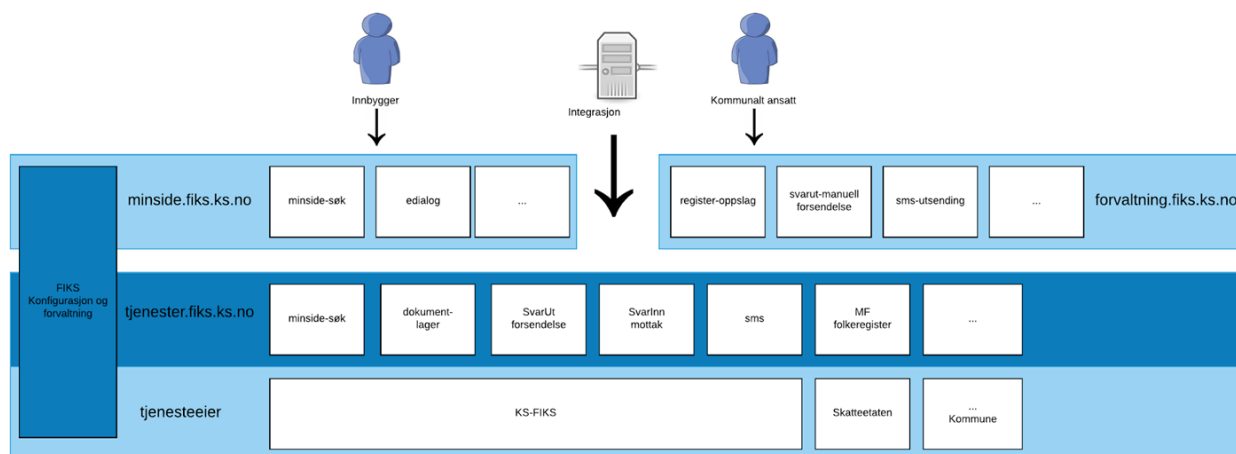 Innbygger
Integrasjon
Kommunalt ansatt
minside.fiks.ks.no
minside-søk
edialog
...
register-oppslag
svarut-manuell
forsendelse
sms-utsending
...
forvaltning.fiks.ks.no
FIKS
Konfigurasjon og
forvaltning
tjenester.fiks.ks.no
minside-søk
dokument-
lager
SvarUt
forsendelse
SvarInn
mottak
sms
MF
folkeregister
...
tjenesteeier
KS-FIKS
Skatteetaten
...
Kommune